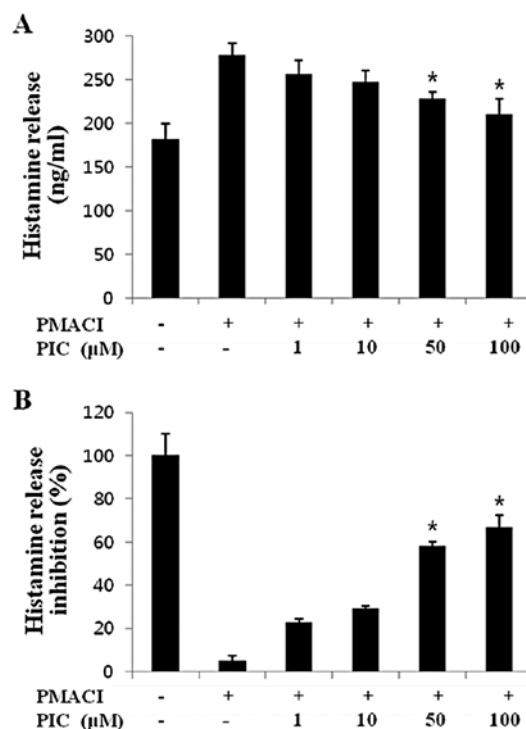 A
Histamine release
(ng/ml)
300
250
200
150
100
50
0
* *
PMACI - + + + + +
PIC (µM) - - 1 10 50 100
B
Histamine release
inhibition (%)
120
100
80
60
40
20
0
* *
PMACI - + + + + +
PIC (µM) - - 1 10 50 100